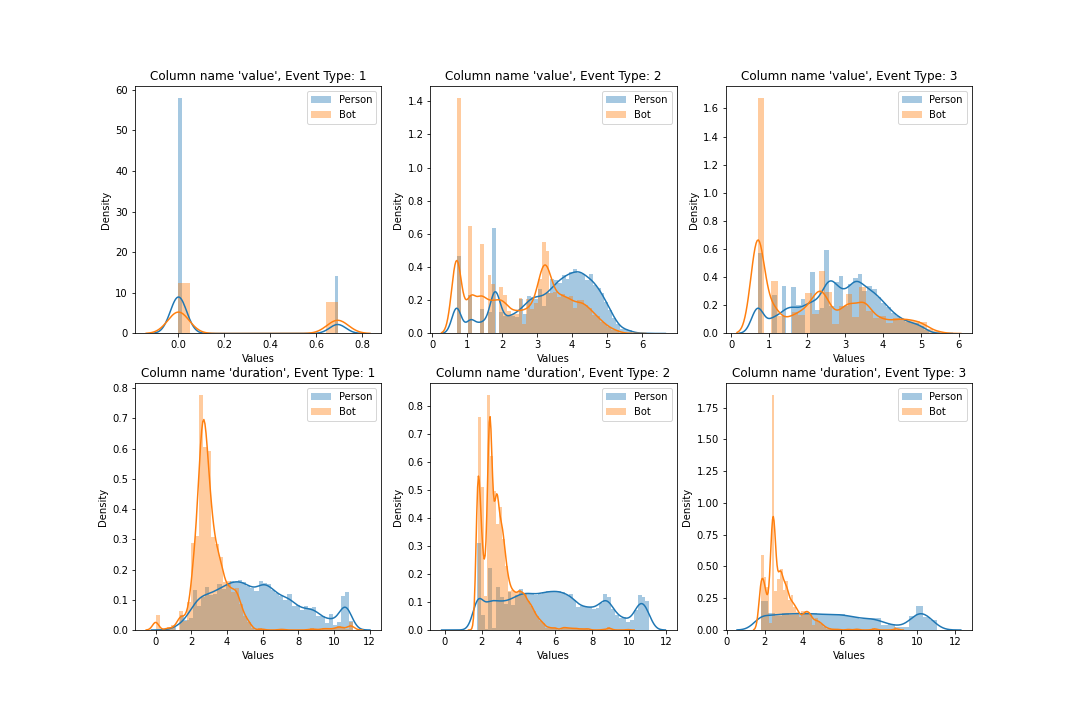 Column name 'value', Event Type: 1
Person
Bot
60
50
40
30
20
10
0
Density
0.0 0.2 0.4 0.6 0.8
Values
Column name 'value', Event Type: 2
Person
Bot
1.4
1.2
1.0
0.8
0.6
0.4
0.2
0.0
Density
0 1 2 3 4 5 6
Values
Column name 'value', Event Type: 3
Person
Bot
1.6
1.4
1.2
1.0
0.8
0.6
0.4
0.2
0.0
Density
0 1 2 3 4 5 6
Values
Column name 'duration', Event Type: 1
Person
Bot
0.8
0.7
0.6
0.5
0.4
0.3
0.2
0.1
0.0
Density
0 2 4 6 8 10 12
Values
Column name 'duration', Event Type: 2
Person
Bot
0.8
0.7
0.6
0.5
0.4
0.3
0.2
0.1
0.0
Density
0 2 4 6 8 10 12
Values
Column name 'duration', Event Type: 3
Person
Bot
1.75
1.50
1.25
1.00
0.75
0.50
0.25
0.00
Density
0 2 4 6 8 10 12
Values